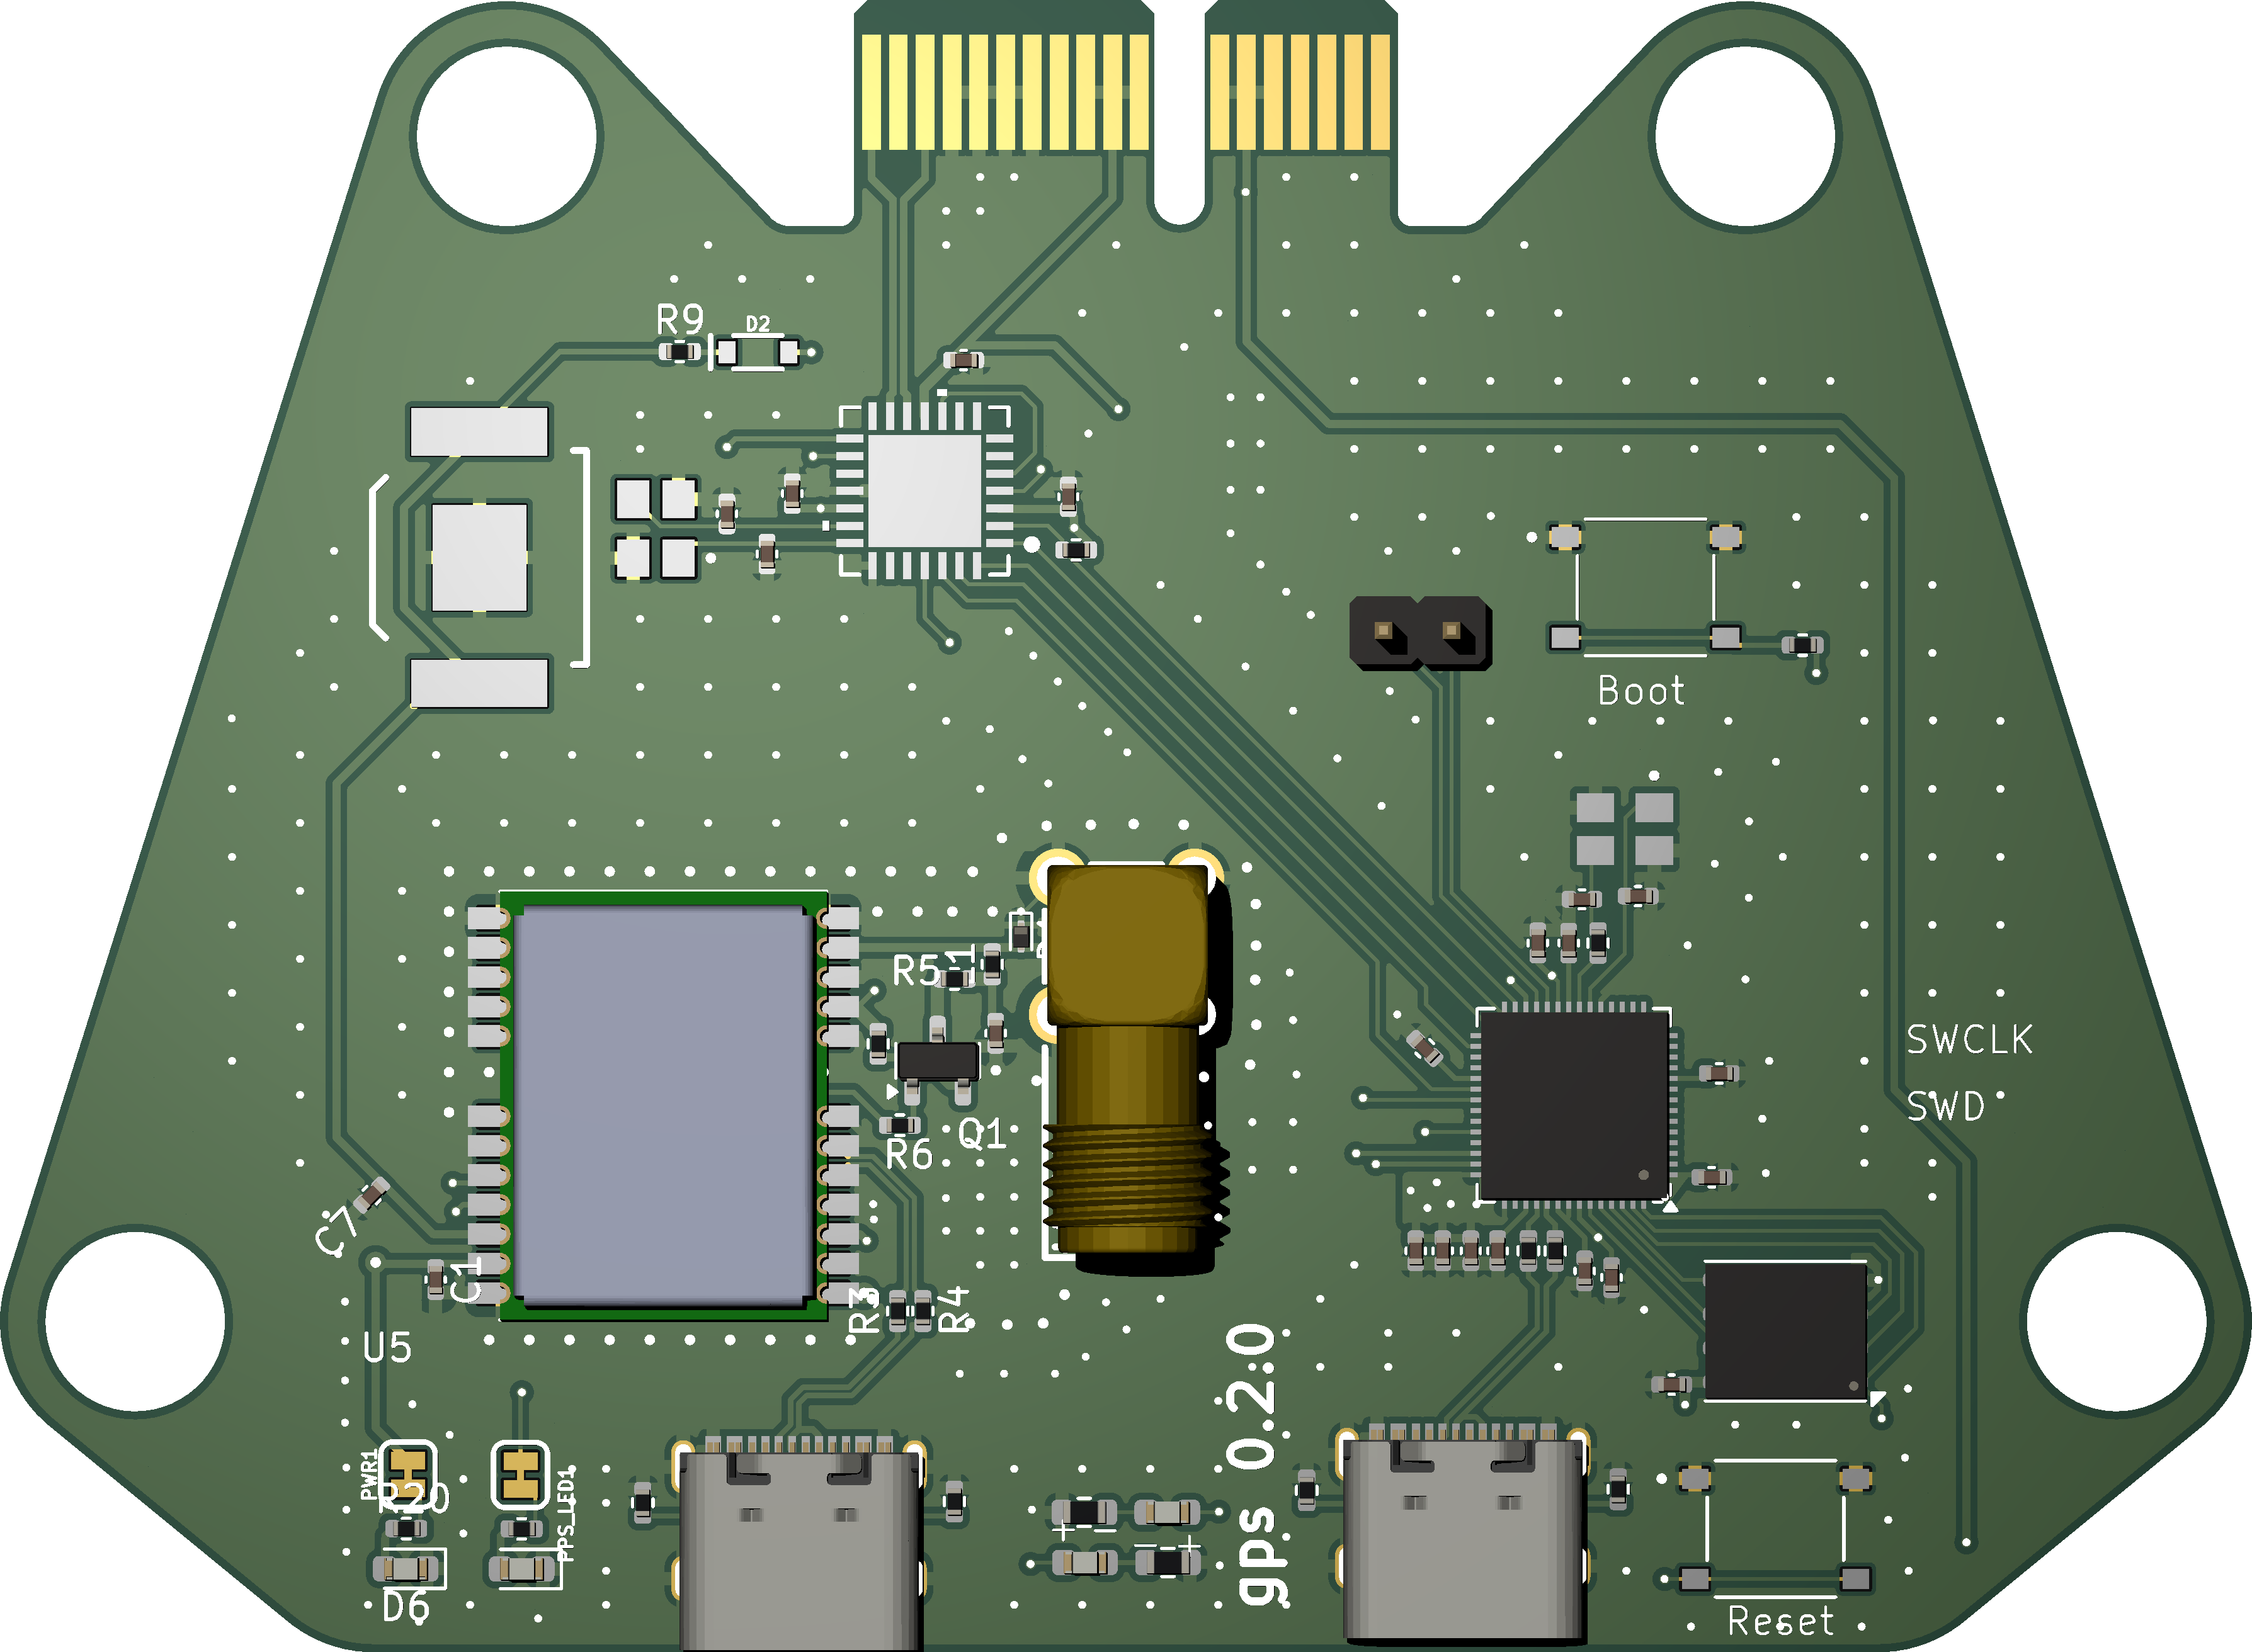 R9
D2
Boot
R5
SWCLK
SWD
Q1
R6
C7
C1
R3
R4
U5
gps 0.2.0
PWR1
R20
PPS_LED1
D6
Reset